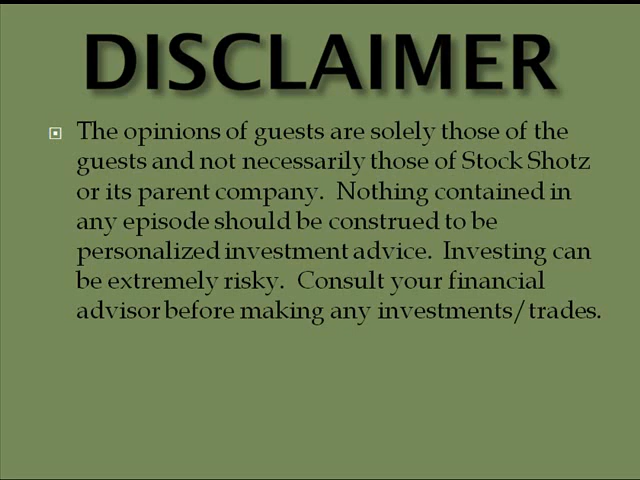 DISCLAIMER
The opinions of guests are solely those of the
guests and not necessarily those of Stock Shotz
or its parent company.  Nothing contained in
any episode should be construed to be
personalized investment advice.  Investing can
be extremely risky.  Consult your financial
advisor before making any investments/trades.